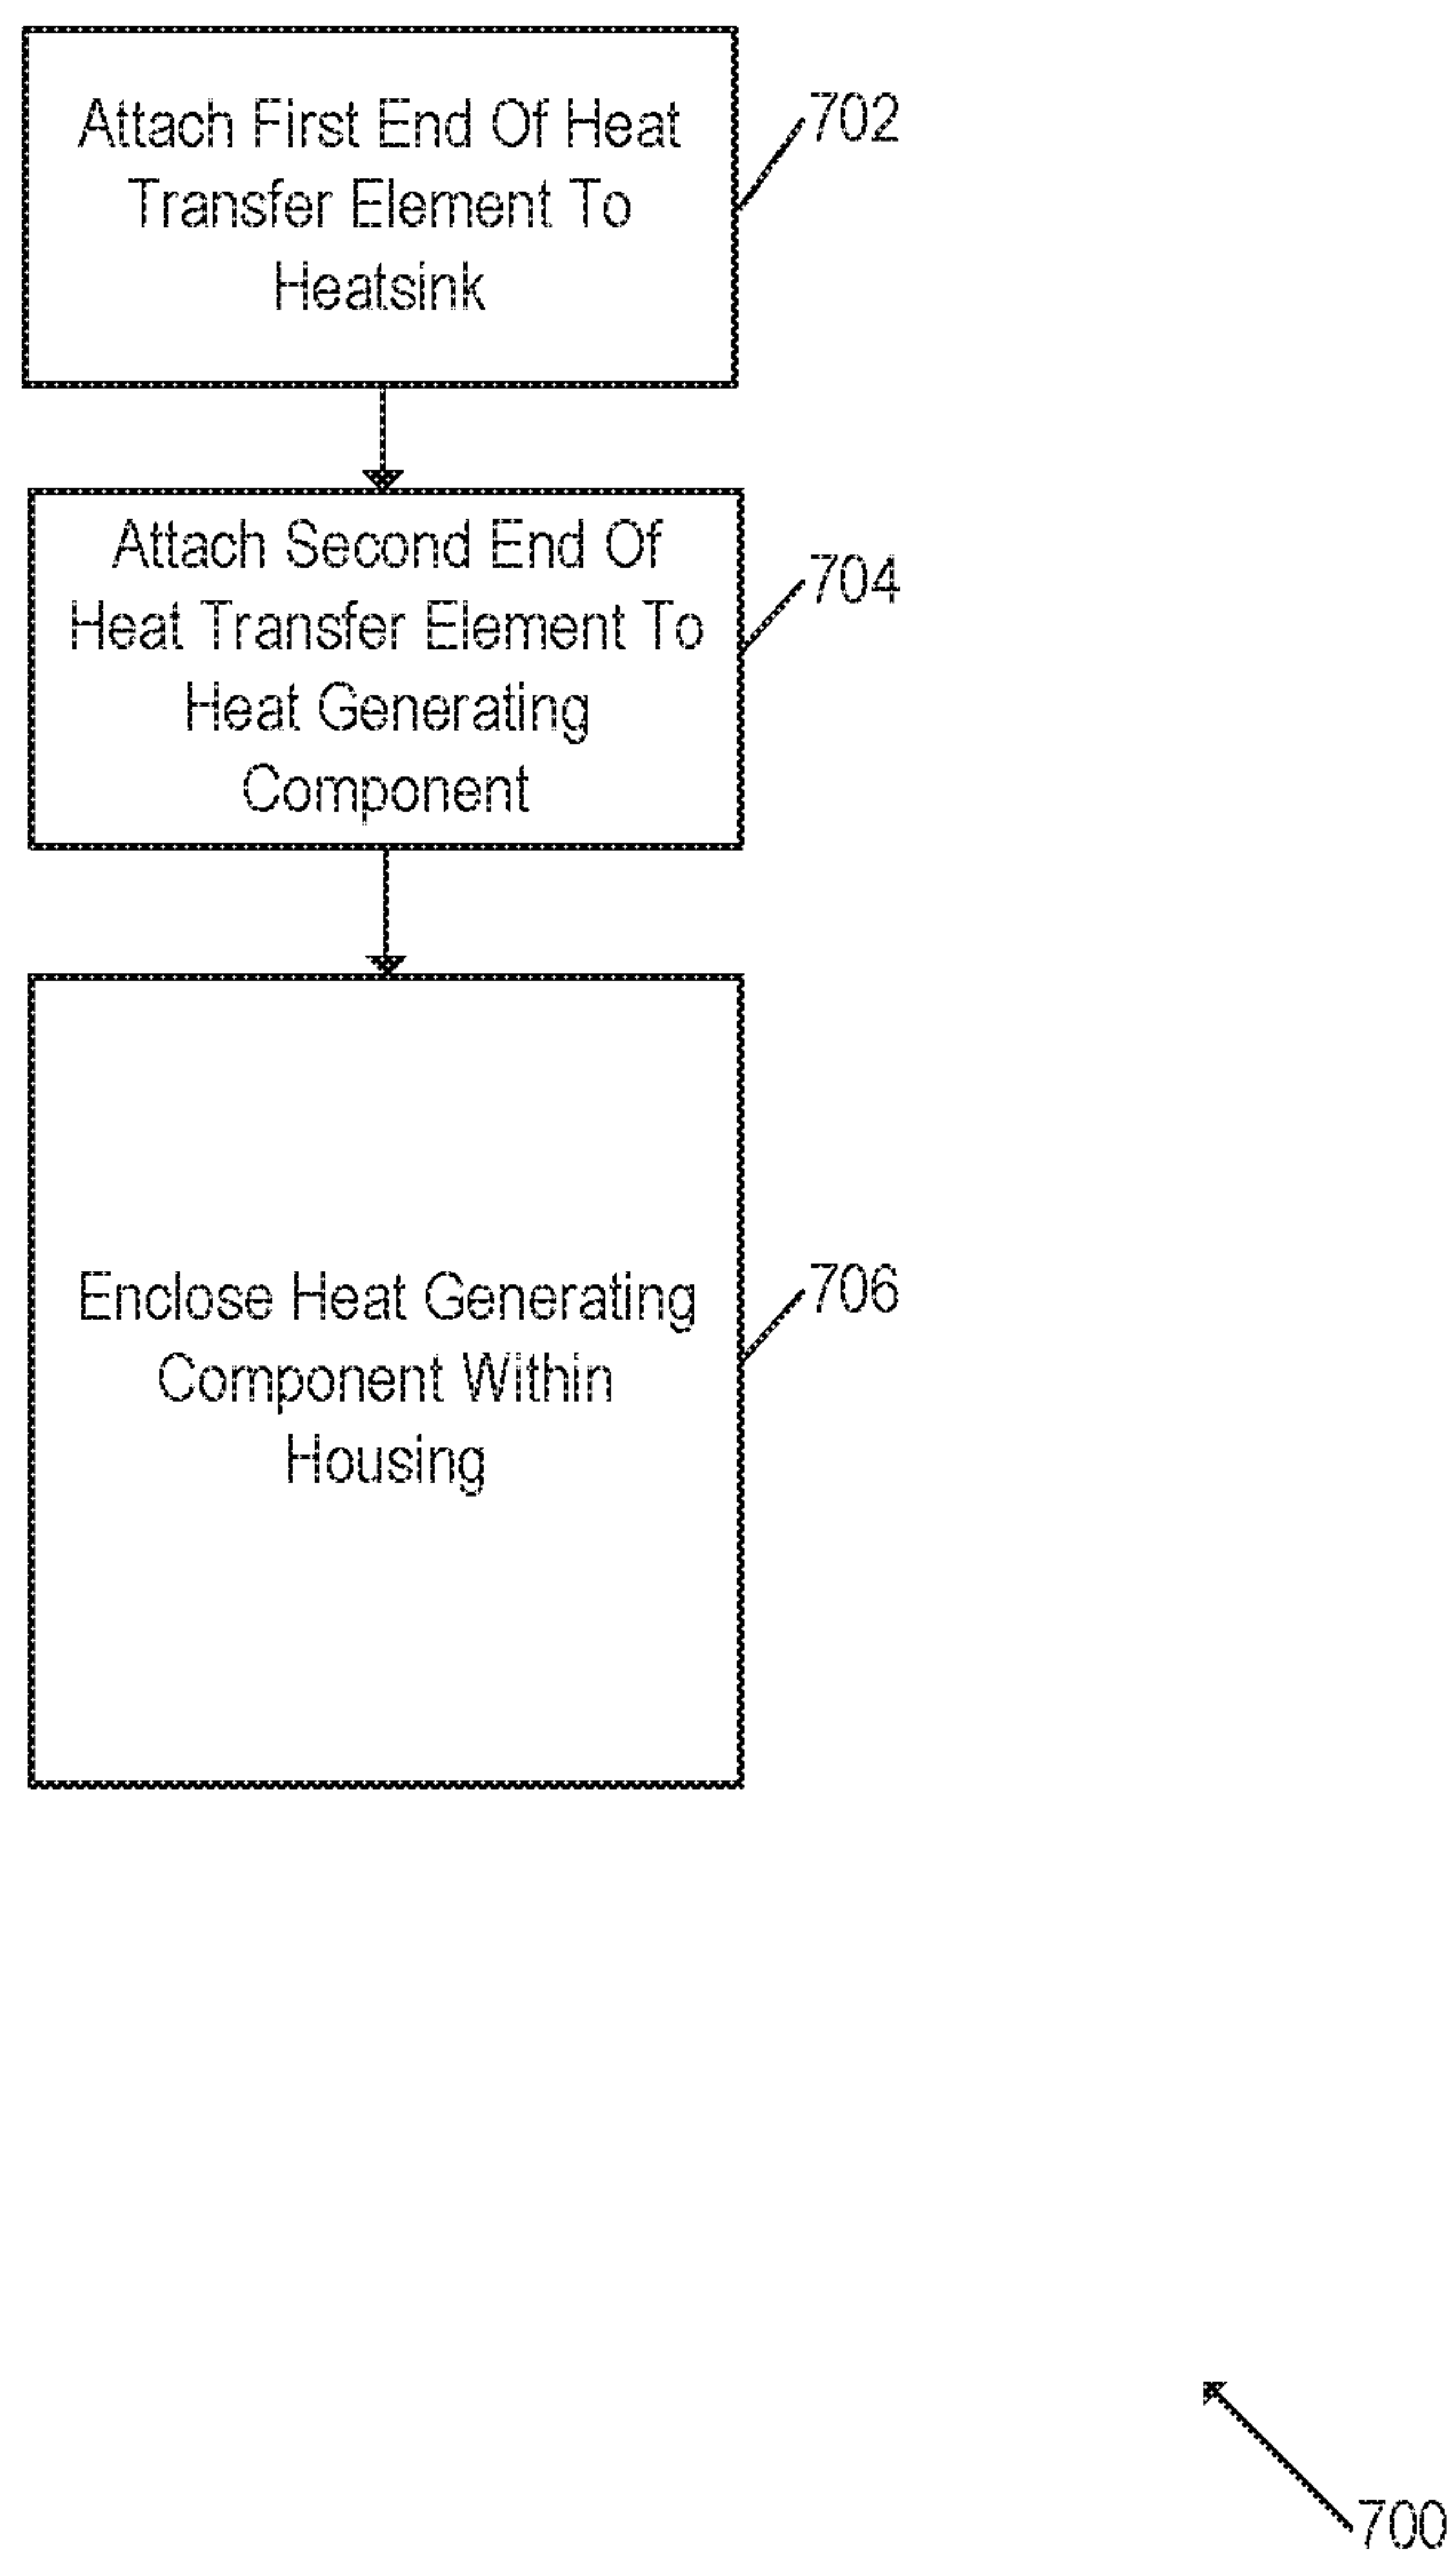 Attach First End Of Heat
Transfer Element To
Heatsink
702
Attach Second End Of
Heat Transfer Element To
Heat Generating
Component
704
Enclose Heat Generating
Component Within
Housing
706
700